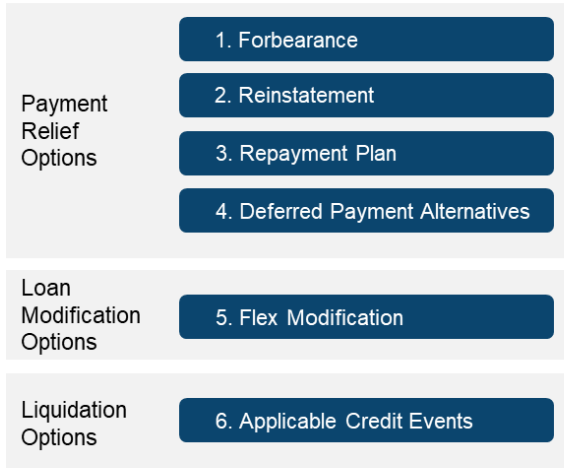 Payment
Relief
Options
1. Forbearance
2. Reinstatement
3. Repayment Plan
4. Deferred Payment Alternatives
Loan
Modification
Options
5. Flex Modification
Liquidation
Options
6. Applicable Credit Events